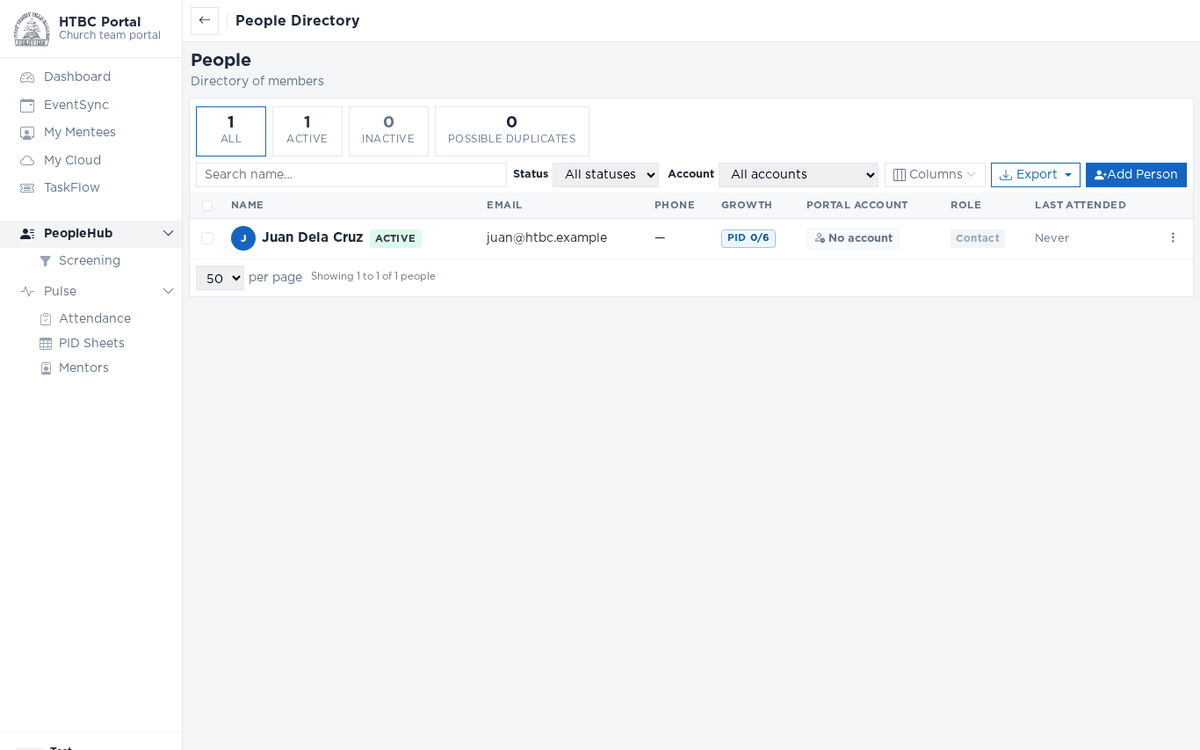 HTBC Portal
Church team portal
Dashboard
EventSync
My Mentees
My Cloud
TaskFlow
PeopleHub
Screening
Pulse
Attendance
PID Sheets
Mentors
People Directory
People
Directory of members
1 ALL
1 ACTIVE
0 INACTIVE
0 POSSIBLE DUPLICATES
Search name... Status All statuses Account All accounts Columns Export Add Person
NAME EMAIL PHONE GROWTH PORTAL ACCOUNT ROLE LAST ATTENDED
J Juan Dela Cruz ACTIVE juan@htbc.example — PID 0/6 No account Contact Never
50 per page Showing 1 to 1 of 1 people